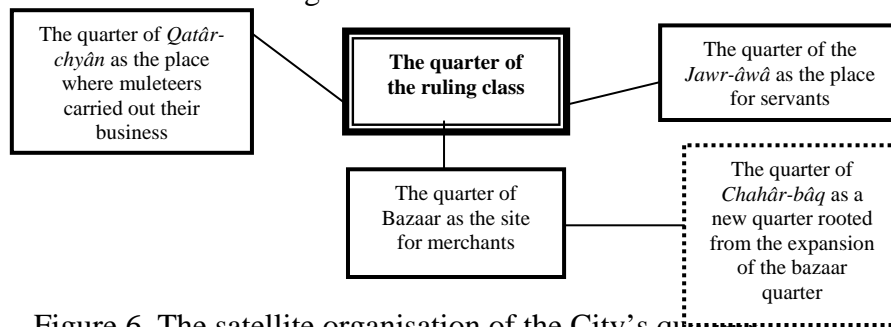 The quarter of Qatâr-
chyân as the place
where muleteers
carried out their
business
The quarter of
the ruling class
The quarter of the
Jawr-âwâ as the place
for servants
The quarter of
Bazaar as the site
for merchants
The quarter of
Chahâr-bâq as a
new quarter rooted
from the expansion
of the bazaar
quarter
Figure 6. The satellite organisation of the City's